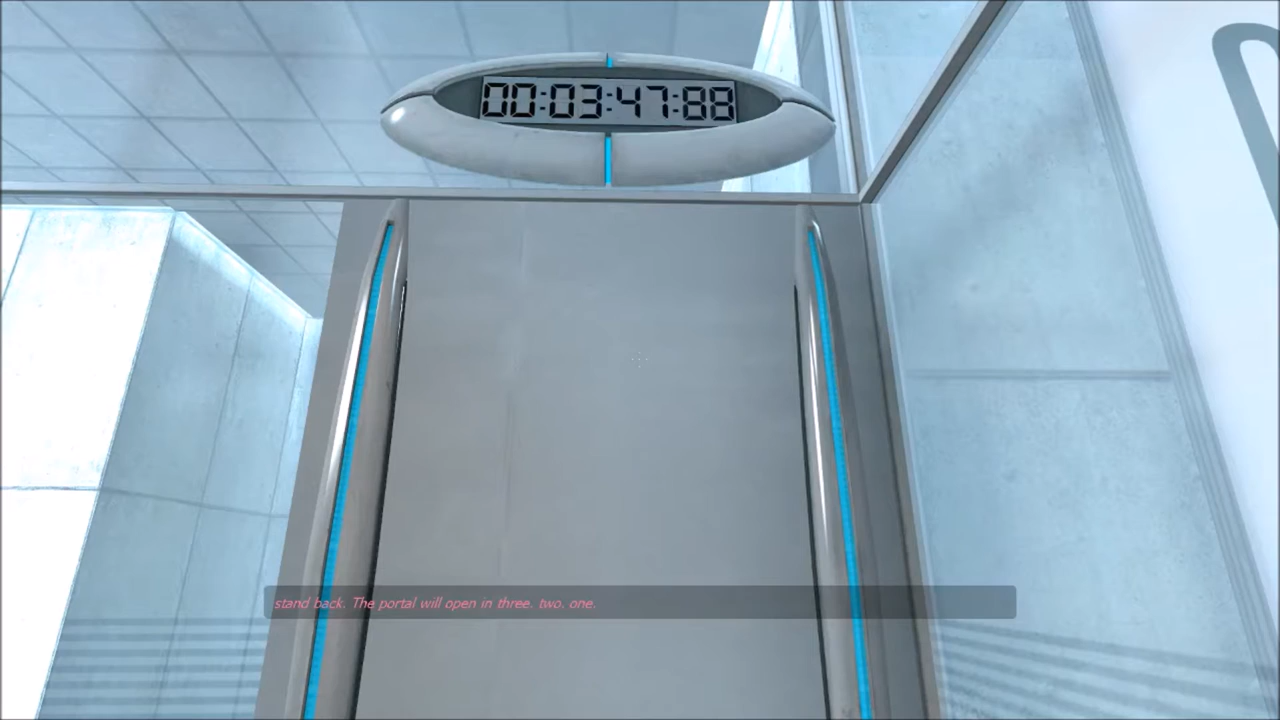 00:03:47:88
stand back. The portal will open in three. two. one.